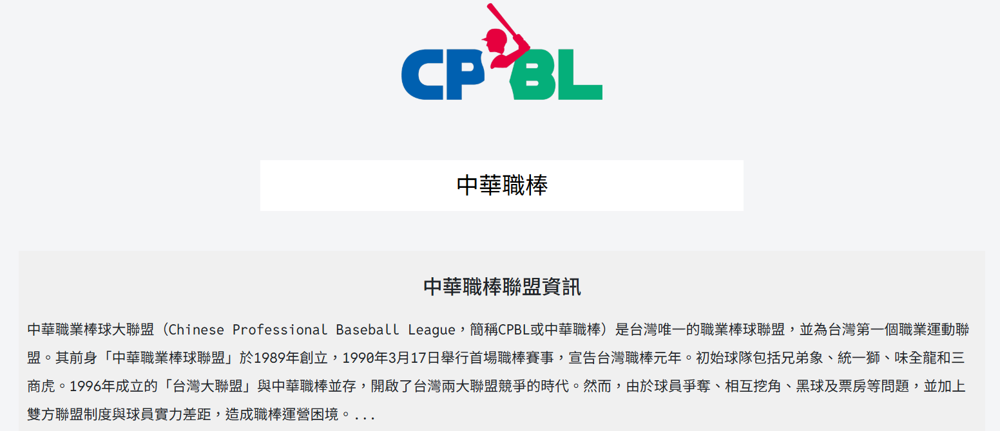 CPBL
中華職棒
中華職棒聯盟資訊
中華職業棒球大聯盟（Chinese Professional Baseball League，簡稱CPBL或中華職棒）是台灣唯一的職業棒球聯盟，並為台灣第一個職業運動聯
盟。其前身「中華職業棒球聯盟」於1989年創立，1990年3月17日舉行首場職棒賽事，宣告台灣職棒元年。初始球隊包括兄弟象、統一獅、味全龍和三
商虎。1996年成立的「台灣大聯盟」與中華職棒並存，開啟了台灣兩大聯盟競爭的時代。然而，由於球員爭奪、相互挖角、黑球及票房等問題，並加上
雙方聯盟制度與球員實力差距，造成職棒運營困境。...